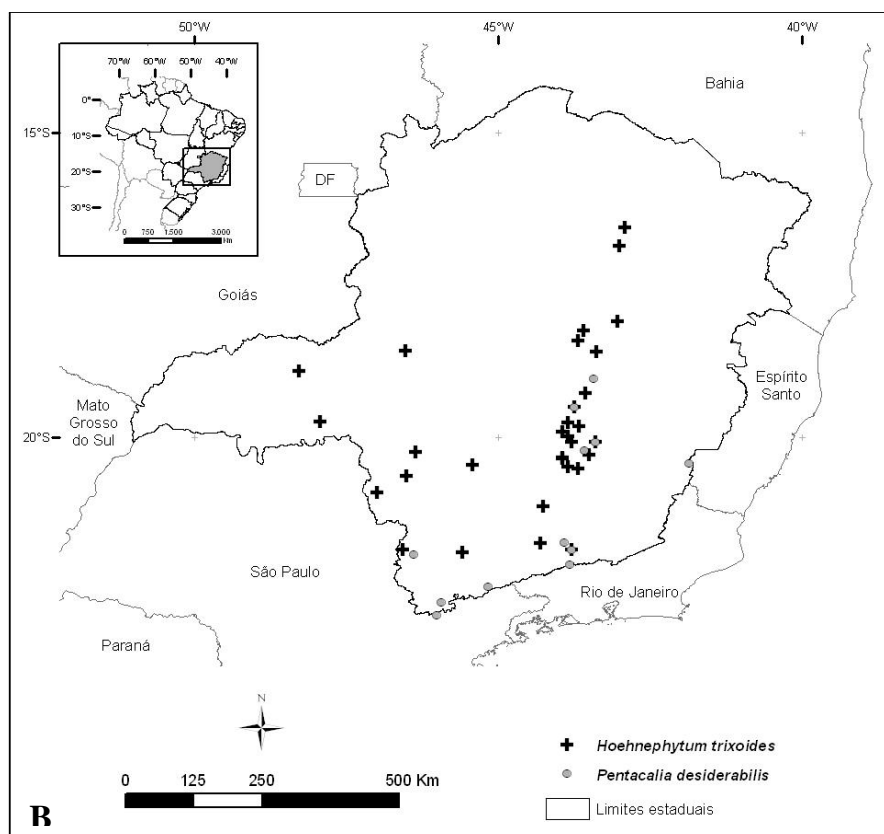 50°W 45°W 40°W
70°W 60°W 50°W 40°W
0°
10°S
20°S
30°S
0 750 1.500 3.000
Bahia
15°S
DF
Goiás
Mato
Grosso
do Sul
Espírito
Santo
20°S
São Paulo
Rio de Janeiro
Paraná
N
Hoehnephytum trixoides
Pentacalia desiderabilis
Limites estaduais
0 125 250 500 Km
B